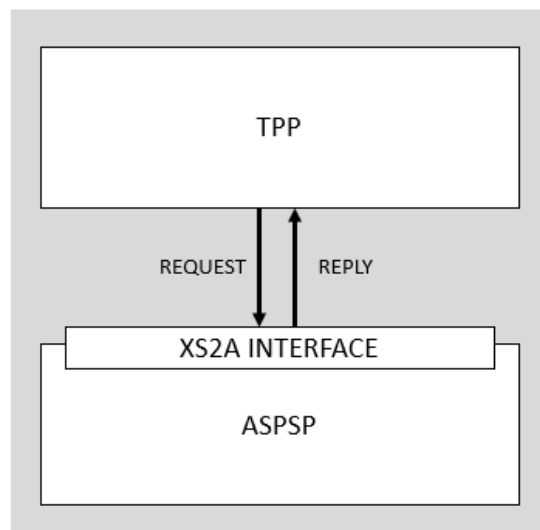 TPP
REQUEST
REPLY
XS2A INTERFACE
ASPSP